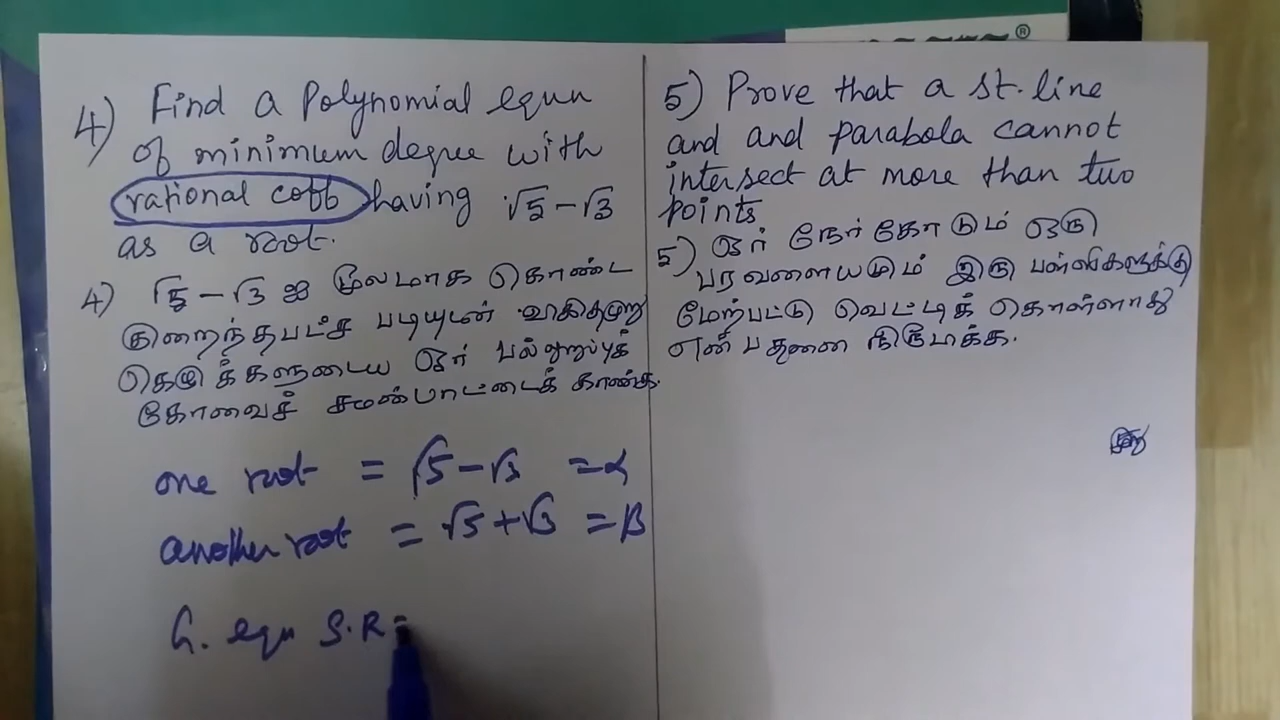 4) Find a Polynomial equn
of minimum degree with
rational coff having √5 − √3
as a root.
4) √5 − √3 ஐ மூலமாக கொண்ட
குறைந்தபட்ச படியுடன் விகிதமுறு
கெழுக்களுடைய ஓர் பல்லுறுப்புக்
கோவைச் சமன்பாட்டைக் காண்க.
one root = √5 − √3 = α
another root = √5 + √3 = β
G. equ S.R =
5) Prove that a st. line
and and parabola cannot
intersect at more than two
points
5) ஓர் நேர்கோடும் ஒரு
பரவளையமும் இரு புள்ளிகளுக்கு
மேற்பட்டு வெட்டிக் கொள்ளாது
என பதனை நிரூபிக்க.